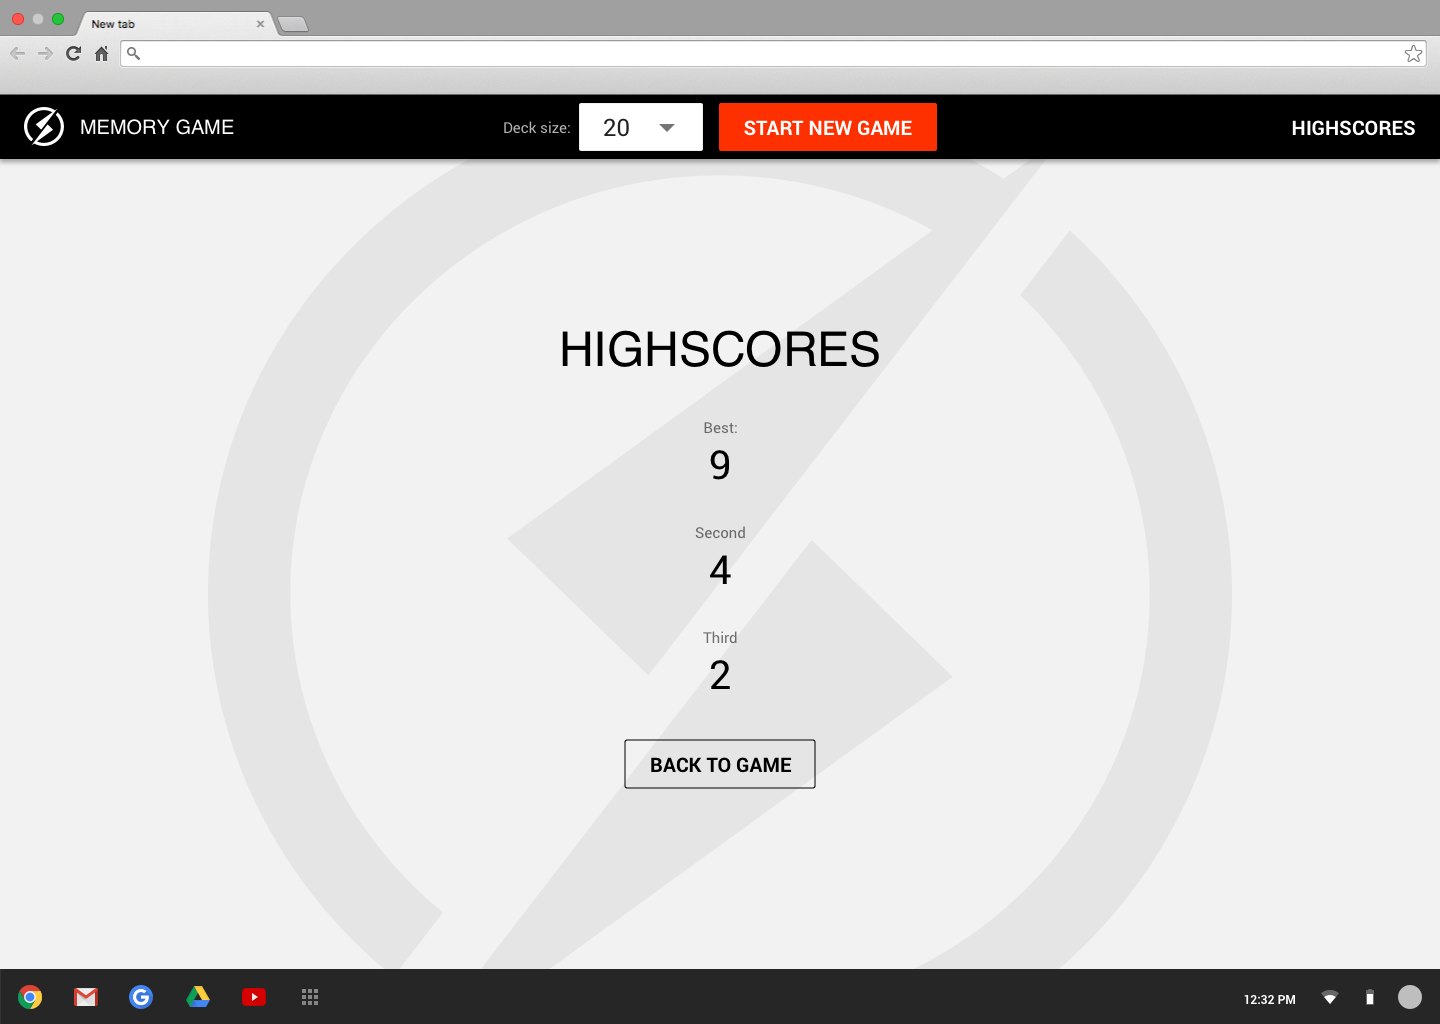 New tab
MEMORY GAME
Deck size:
20
START NEW GAME
HIGHSCORES
HIGHSCORES
Best:
9
Second
4
Third
2
BACK TO GAME
12:32 PM